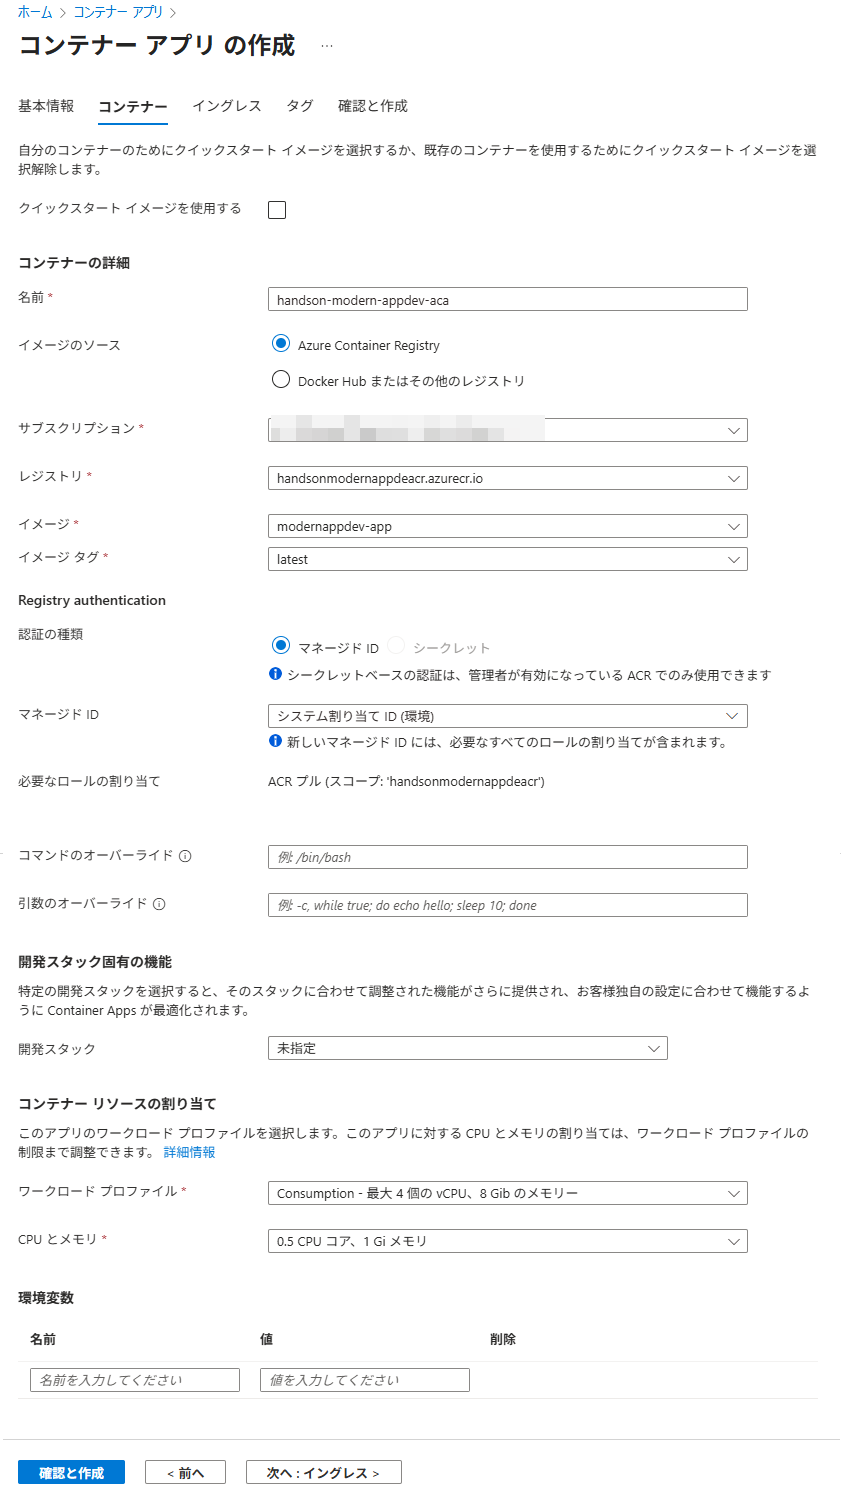 ホーム > コンテナー アプリ >
コンテナー アプリ の作成 …
基本情報 コンテナー イングレス タグ 確認と作成
自分のコンテナーのためにクイックスタート イメージを選択するか、既存のコンテナーを使用するためにクイックスタート イメージを選
択解除します。
クイックスタート イメージを使用する
コンテナーの詳細
名前 * handson-modern-appdev-aca
イメージのソース Azure Container Registry
Docker Hub またはその他のレジストリ
サブスクリプション *
レジストリ * handsonmodernappdeacr.azurecr.io
イメージ * modernappdev-app
イメージ タグ * latest
Registry authentication
認証の種類 マネージド ID シークレット
シークレットベースの認証は、管理者が有効になっている ACR でのみ使用できます
マネージド ID システム割り当て ID (環境)
新しいマネージド ID には、必要なすべてのロールの割り当てが含まれます。
必要なロールの割り当て ACR プル (スコープ: 'handsonmodernappdeacr')
コマンドのオーバーライド 例: /bin/bash
引数のオーバーライド 例: -c, while true; do echo hello; sleep 10; done
開発スタック固有の機能
特定の開発スタックを選択すると、そのスタックに合わせて調整された機能がさらに提供され、お客様独自の設定に合わせて機能するよ
うに Container Apps が最適化されます。
開発スタック 未指定
コンテナー リソースの割り当て
このアプリのワークロード プロファイルを選択します。このアプリに対する CPU とメモリの割り当ては、ワークロード プロファイルの
制限まで調整できます。 詳細情報
ワークロード プロファイル * Consumption - 最大 4 個の vCPU、8 Gib のメモリー
CPU とメモリ * 0.5 CPU コア、1 Gi メモリ
環境変数
名前 値 削除
名前を入力してください 値を入力してください
確認と作成 < 前へ 次へ : イングレス >